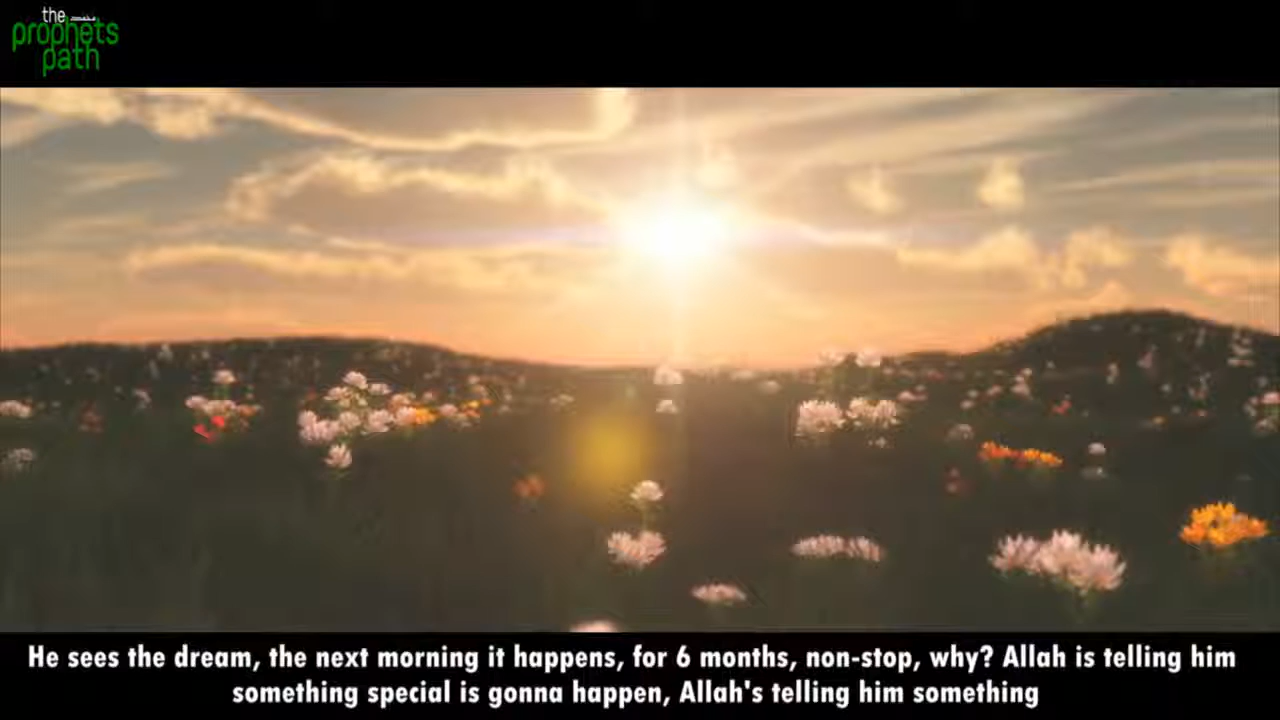 the
prophets
path
He sees the dream, the next morning it happens, for 6 months, non-stop, why? Allah is telling him
something special is gonna happen, Allah's telling him something